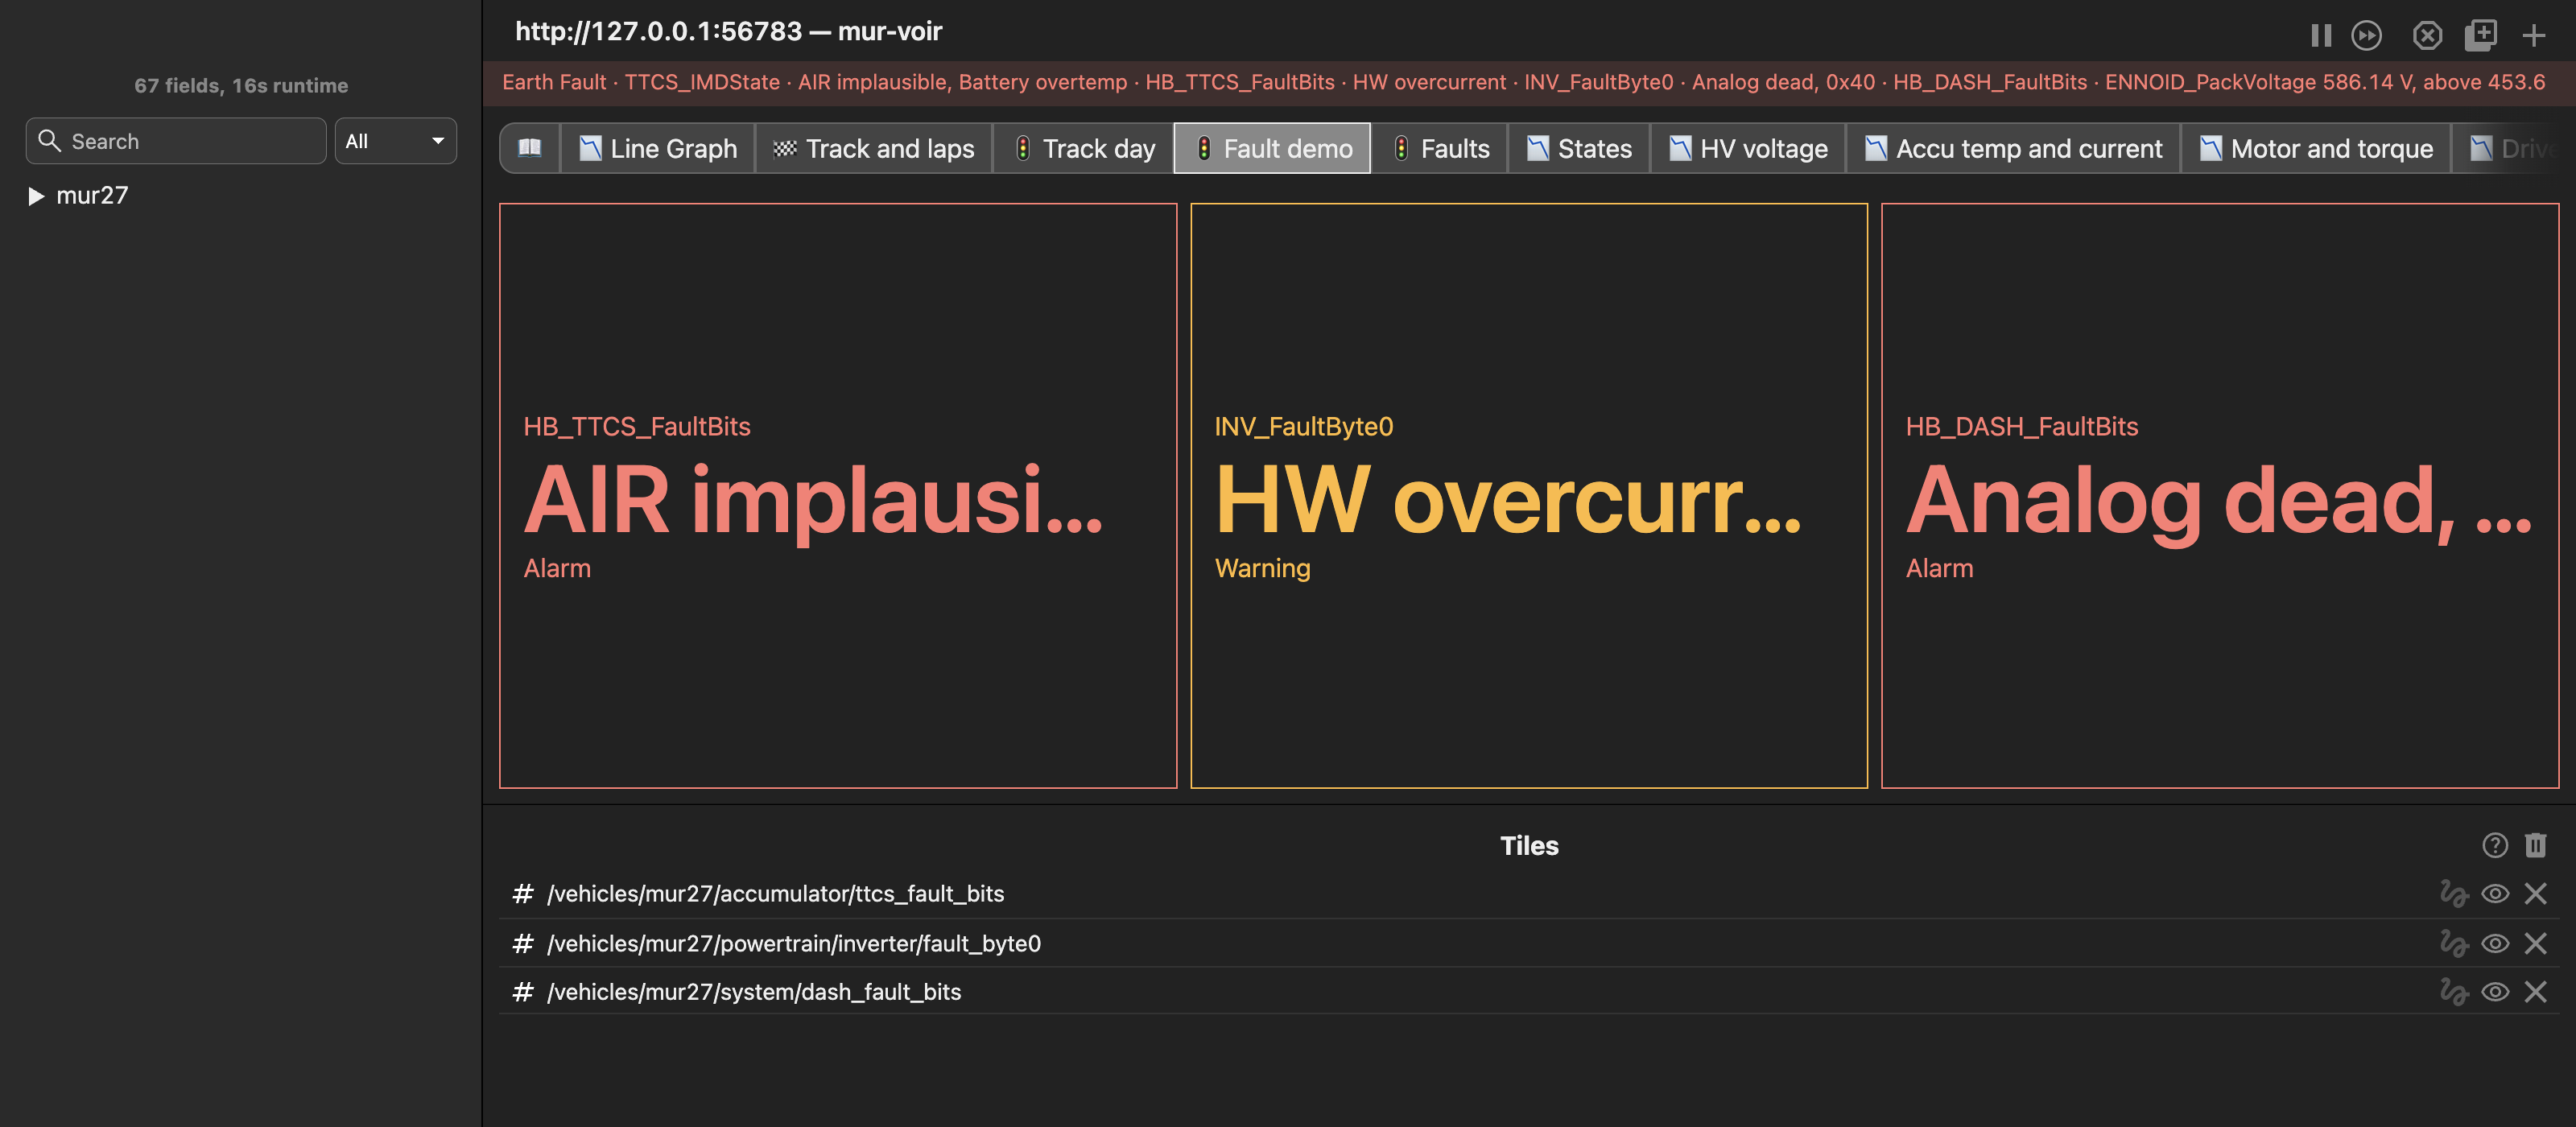 http://127.0.0.1:56783 — mur-voir
67 fields, 16s runtime
Earth Fault · TTCS_IMDState · AIR implausible, Battery overtemp · HB_TTCS_FaultBits · HW overcurrent · INV_FaultByte0 · Analog dead, 0x40 · HB_DASH_FaultBits · ENNOID_PackVoltage 586.14 V, above 453.6
Search
All
Line Graph
Track and laps
Track day
Fault demo
Faults
States
HV voltage
Accu temp and current
Motor and torque
Drive
mur27
HB_TTCS_FaultBits
AIR implausi...
Alarm
INV_FaultByte0
HW overcurr...
Warning
HB_DASH_FaultBits
Analog dead, ...
Alarm
Tiles
# /vehicles/mur27/accumulator/ttcs_fault_bits
# /vehicles/mur27/powertrain/inverter/fault_byte0
# /vehicles/mur27/system/dash_fault_bits